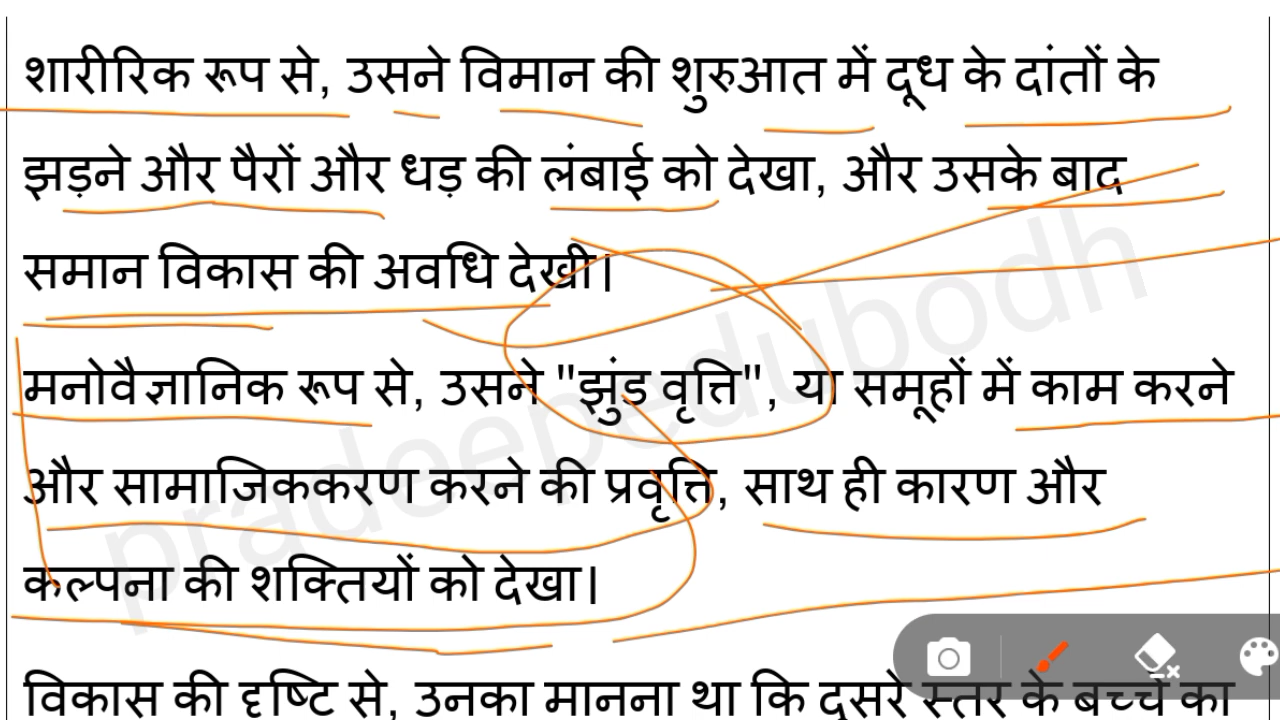 शारीरिक रूप से, उसने विमान की शुरुआत में दूध के दांतों के
झड़ने और पैरों और धड़ की लंबाई को देखा, और उसके बाद
समान विकास की अवधि देखी।
मनोवैज्ञानिक रूप से, उसने "झुंड वृत्ति", या समूहों में काम करने
और सामाजिककरण करने की प्रवृत्ति, साथ ही कारण और
कल्पना की शक्तियों को देखा।
विकास की दृष्टि से, उनका मानना था कि दूसरे स्तर के बच्चे का
pradeepedubodh